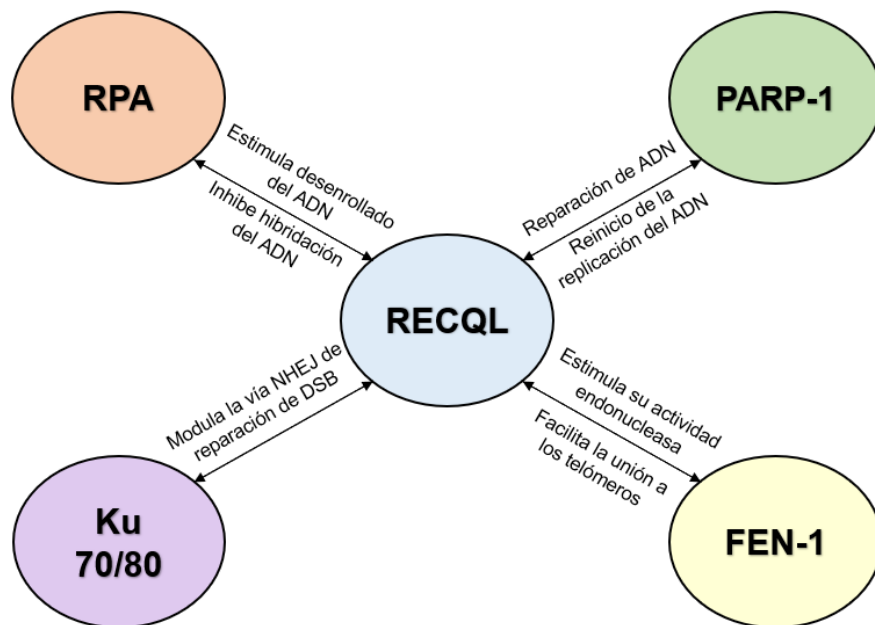 RPA
PARP-1
Estimula desenrollado
del ADN
Inhibe hibridación
del ADN
Reparación de ADN
Reinicio de la
replicación del ADN
RECQL
Modula la vía NHEJ de
reparación de DSB
Estimula su actividad
endonucleasa
Facilita la unión a
los telómeros
Ku
70/80
FEN-1